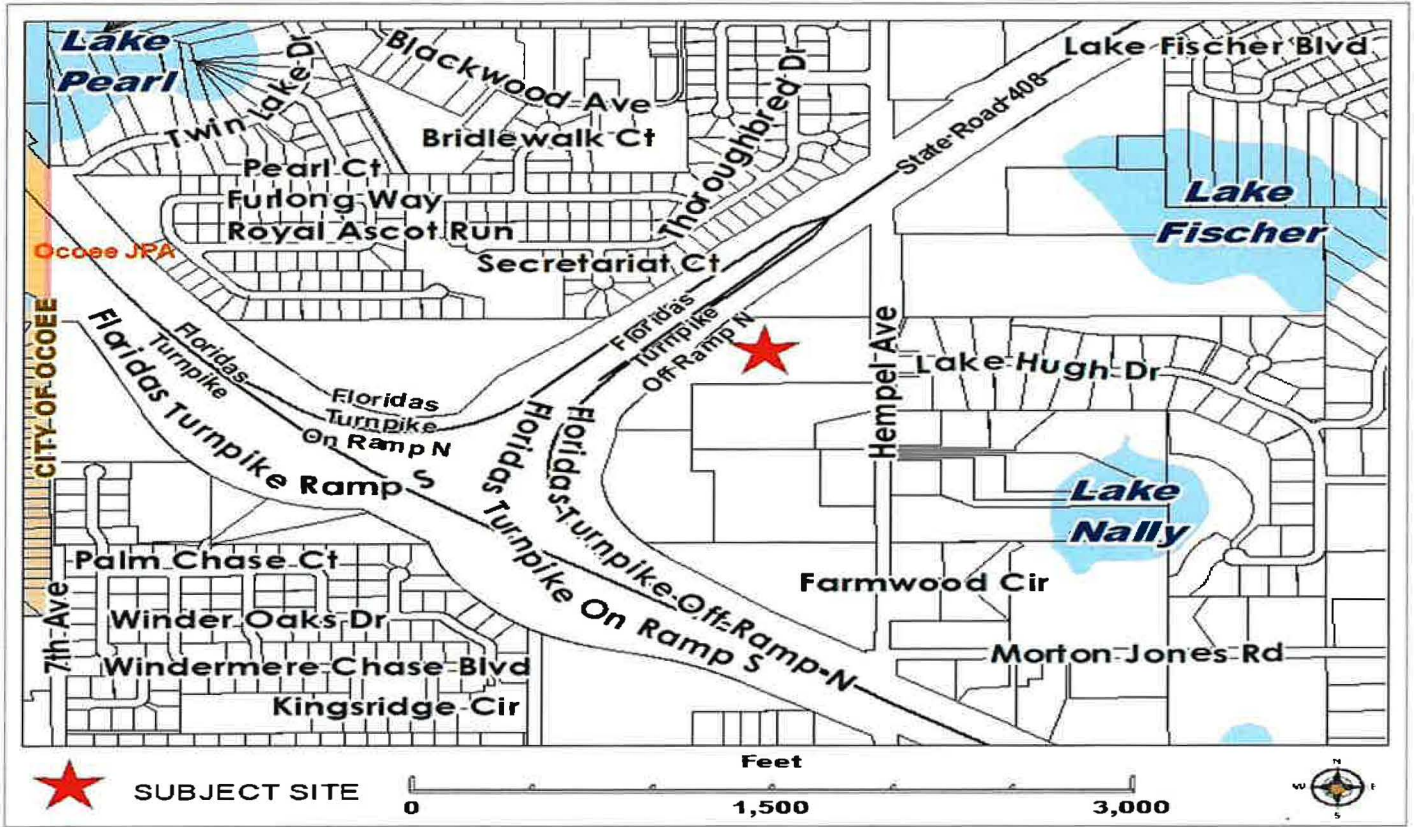 Lake
Pearl
Twin Lake Dr
Blackwood Ave
Bridlewalk Ct
Thoroughbred Dr
Lake Fischer Blvd
State Road 408
Pearl Ct
Furlong Way
Royal Ascot Run
Secretariat Ct
Lake
Fischer
Ocoee JPA
CITY OF OCOEE
Floridas
Turnpike
Floridas Turnpike Ramp S
Floridas
Turnpike
On Ramp N
Floridas
Turnpike
Off Ramp N
Floridas Turnpike On Ramp S
Floridas Turnpike Off Ramp N
Hempel Ave
Lake Hugh Dr
Lake
Nally
Palm Chase Ct
Farmwood Cir
7th Ave
Winder Oaks Dr
Windermere Chase Blvd
Morton Jones Rd
Kingsridge Cir
SUBJECT SITE
Feet
0 1,500 3,000
N
W E
S